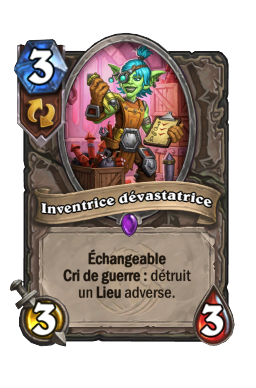 3
Inventrice dévastatrice
Échangeable
Cri de guerre : détruit
un Lieu adverse.
3
3